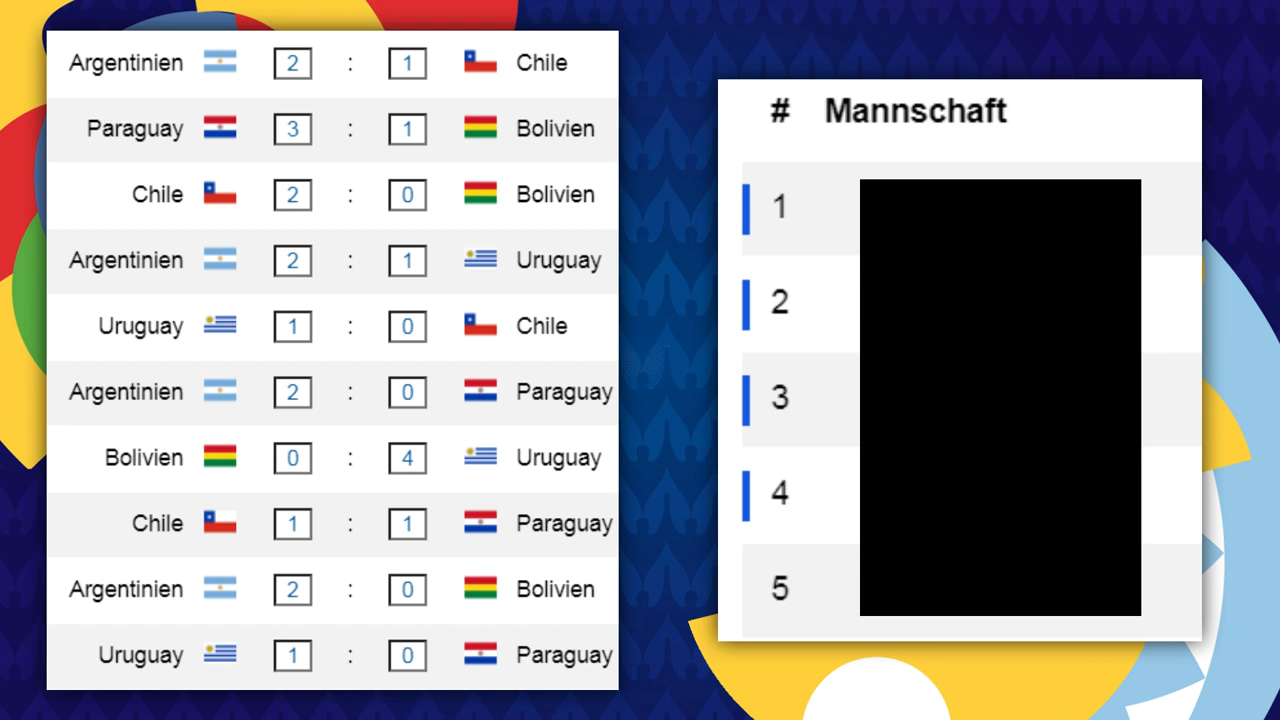 Argentinien 2 : 1 Chile
Paraguay 3 : 1 Bolivien
Chile 2 : 0 Bolivien
Argentinien 2 : 1 Uruguay
Uruguay 1 : 0 Chile
Argentinien 2 : 0 Paraguay
Bolivien 0 : 4 Uruguay
Chile 1 : 1 Paraguay
Argentinien 2 : 0 Bolivien
Uruguay 1 : 0 Paraguay
# Mannschaft
1
2
3
4
5